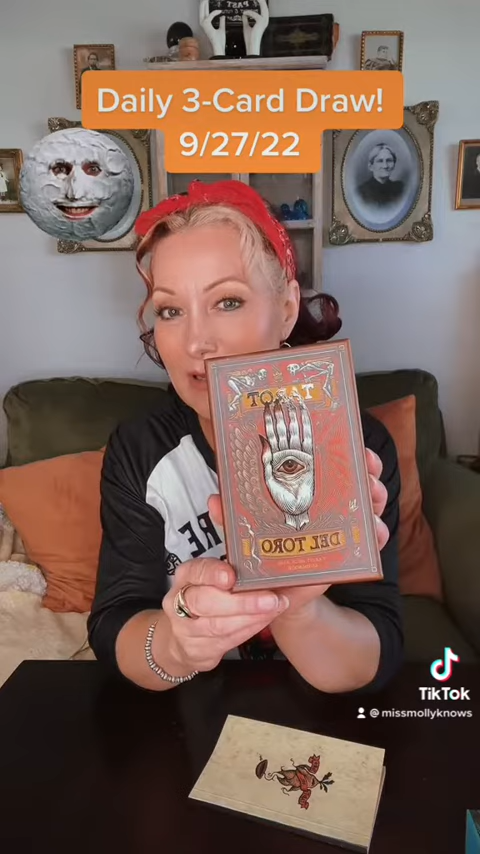 Daily 3-Card Draw!
9/27/22
TAROT
DEL TORO
TikTok
@missmollyknows